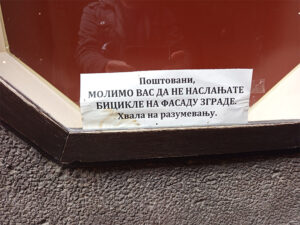 Поштовани,
МОЛИМО ВАС ДА НЕ НАСЛАЊАТЕ
БИЦИКЛЕ НА ФАСАДУ ЗГРАДЕ.
Хвала на разумевању.